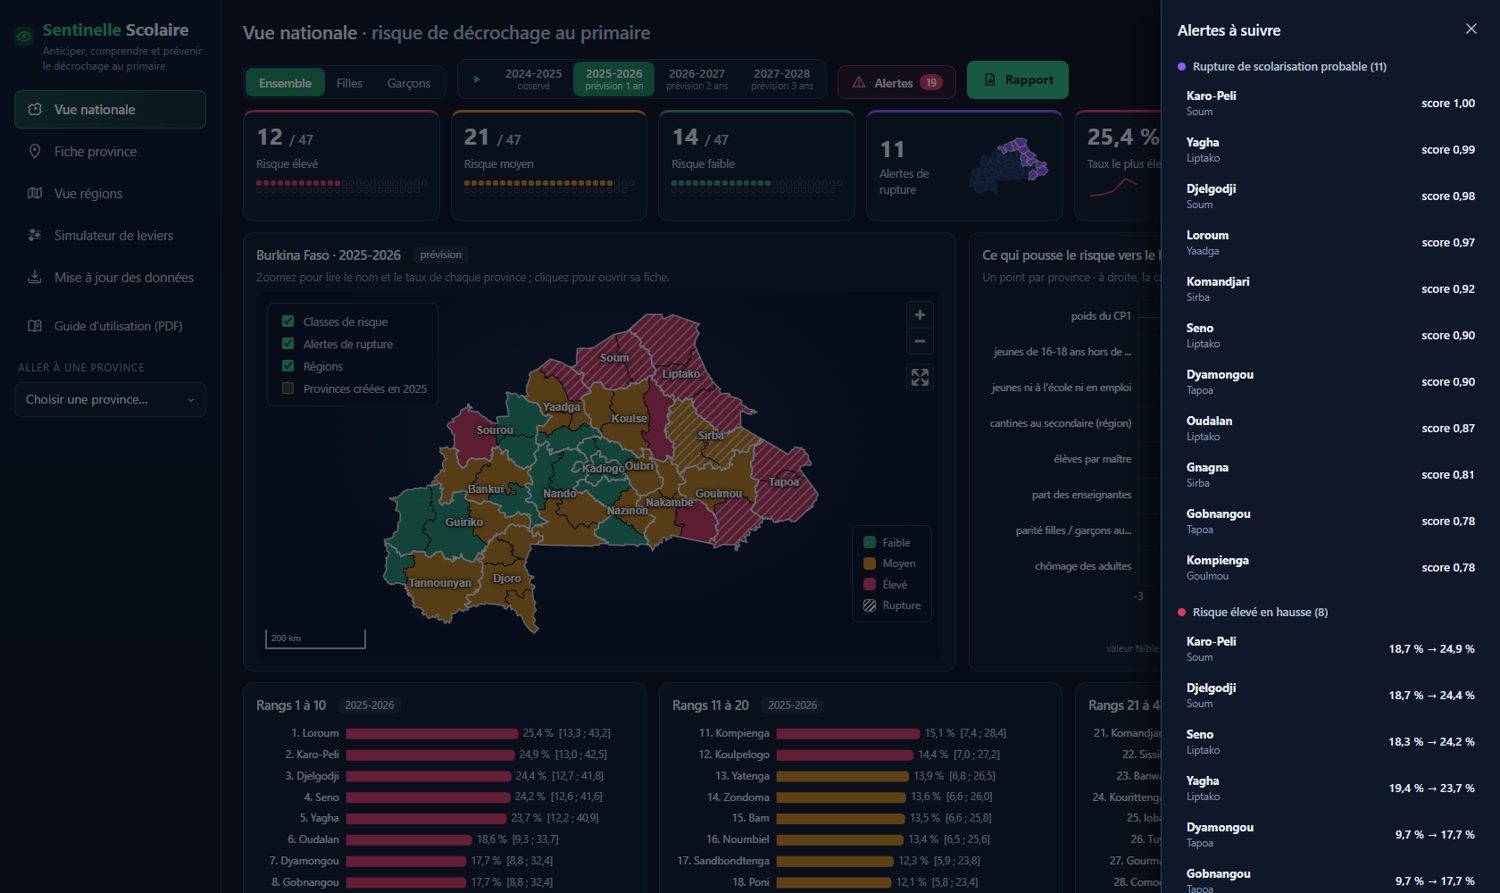 Sentinelle Scolaire
Anticiper, comprendre et prévenir
le décrochage au primaire
Vue nationale
Fiche province
Vue régions
Simulateur de leviers
Mise à jour des données
Guide d'utilisation (PDF)
ALLER À UNE PROVINCE
Choisir une province...
Vue nationale · risque de décrochage au primaire
Ensemble
Filles
Garçons
2024-2025
observé
2025-2026
prévision 1 an
2026-2027
prévision 2 ans
2027-2028
prévision 3 ans
Alertes 19
Rapport
12 / 47
Risque élevé
21 / 47
Risque moyen
14 / 47
Risque faible
11
Alertes de
rupture
25,4 %
Taux le plus éle
Burkina Faso · 2025-2026 prévision
Zoomez pour lire le nom et le taux de chaque province ; cliquez pour ouvrir sa fiche.
Classes de risque
Alertes de rupture
Régions
Provinces créées en 2025
+
−
Soum
Liptako
Yaadga
Koulse
Sourou
Sirba
Kadiogo
Oubri
Bankui
Nando
Tapoa
Goulmou
Nakambe
Nazinon
Guiriko
Djoro
Tannounyan
Faible
Moyen
Élevé
Rupture
200 km
Ce qui pousse le risque vers le
Un point par province · à droite, la
poids du CP1
jeunes de 16-18 ans hors de ...
jeunes ni à l'école ni en emploi
cantines au secondaire (région)
élèves par maître
part des enseignantes
parité filles / garçons au...
chômage des adultes
-3
valeur faible
Rangs 1 à 10 2025-2026
1. Loroum 25,4 % [13,3 ; 43,2]
2. Karo-Peli 24,9 % [13,0 ; 42,5]
3. Djelgodji 24,4 % [12,7 ; 41,8]
4. Seno 24,2 % [12,6 ; 41,6]
5. Yagha 23,7 % [12,2 ; 40,9]
6. Oudalan 18,6 % [9,3 ; 33,7]
7. Dyamongou 17,7 % [8,8 ; 32,4]
8. Gobnangou 17,7 % [8,8 ; 32,4]
Rangs 11 à 20 2025-2026
11. Kompienga 15,1 % [7,4 ; 28,4]
12. Koulpelogo 14,4 % [7,0 ; 27,2]
13. Yatenga 13,9 % [6,8 ; 26,5]
14. Zondoma 13,6 % [6,6 ; 26,0]
15. Bam 13,5 % [6,6 ; 25,8]
16. Noumbiel 13,4 % [6,5 ; 25,6]
17. Sandbondtenga 12,3 % [5,9 ; 23,8]
18. Poni 12,1 % [5,8 ; 23,4]
Rangs 21 à
21. Komandjar
22. Sissil
23. Banwa
24. Kouritteng
25. Ioba
26. Tuy
27. Gourma
28. Como
Alertes à suivre
Rupture de scolarisation probable (11)
Karo-Peli
Soum
score 1,00
Yagha
Liptako
score 0,99
Djelgodji
Soum
score 0,98
Loroum
Yaadga
score 0,97
Komandjari
Sirba
score 0,92
Seno
Liptako
score 0,90
Dyamongou
Tapoa
score 0,90
Oudalan
Liptako
score 0,87
Gnagna
Sirba
score 0,81
Gobnangou
Tapoa
score 0,78
Kompienga
Goulmou
score 0,78
Risque élevé en hausse (8)
Karo-Peli
Soum
18,7 % → 24,9 %
Djelgodji
Soum
18,7 % → 24,4 %
Seno
Liptako
18,3 % → 24,2 %
Yagha
Liptako
19,4 % → 23,7 %
Dyamongou
Tapoa
9,7 % → 17,7 %
Gobnangou
Tapoa
9,7 % → 17,7 %